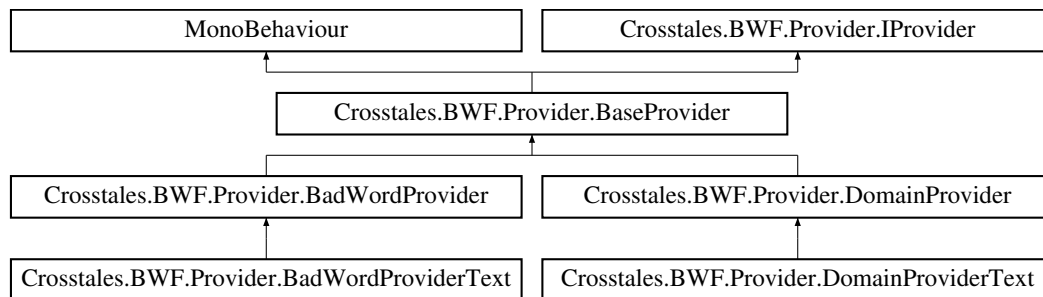 MonoBehaviour
Crosstales.BWF.Provider.IProvider
Crosstales.BWF.Provider.BaseProvider
Crosstales.BWF.Provider.BadWordProvider
Crosstales.BWF.Provider.DomainProvider
Crosstales.BWF.Provider.BadWordProviderText
Crosstales.BWF.Provider.DomainProviderText